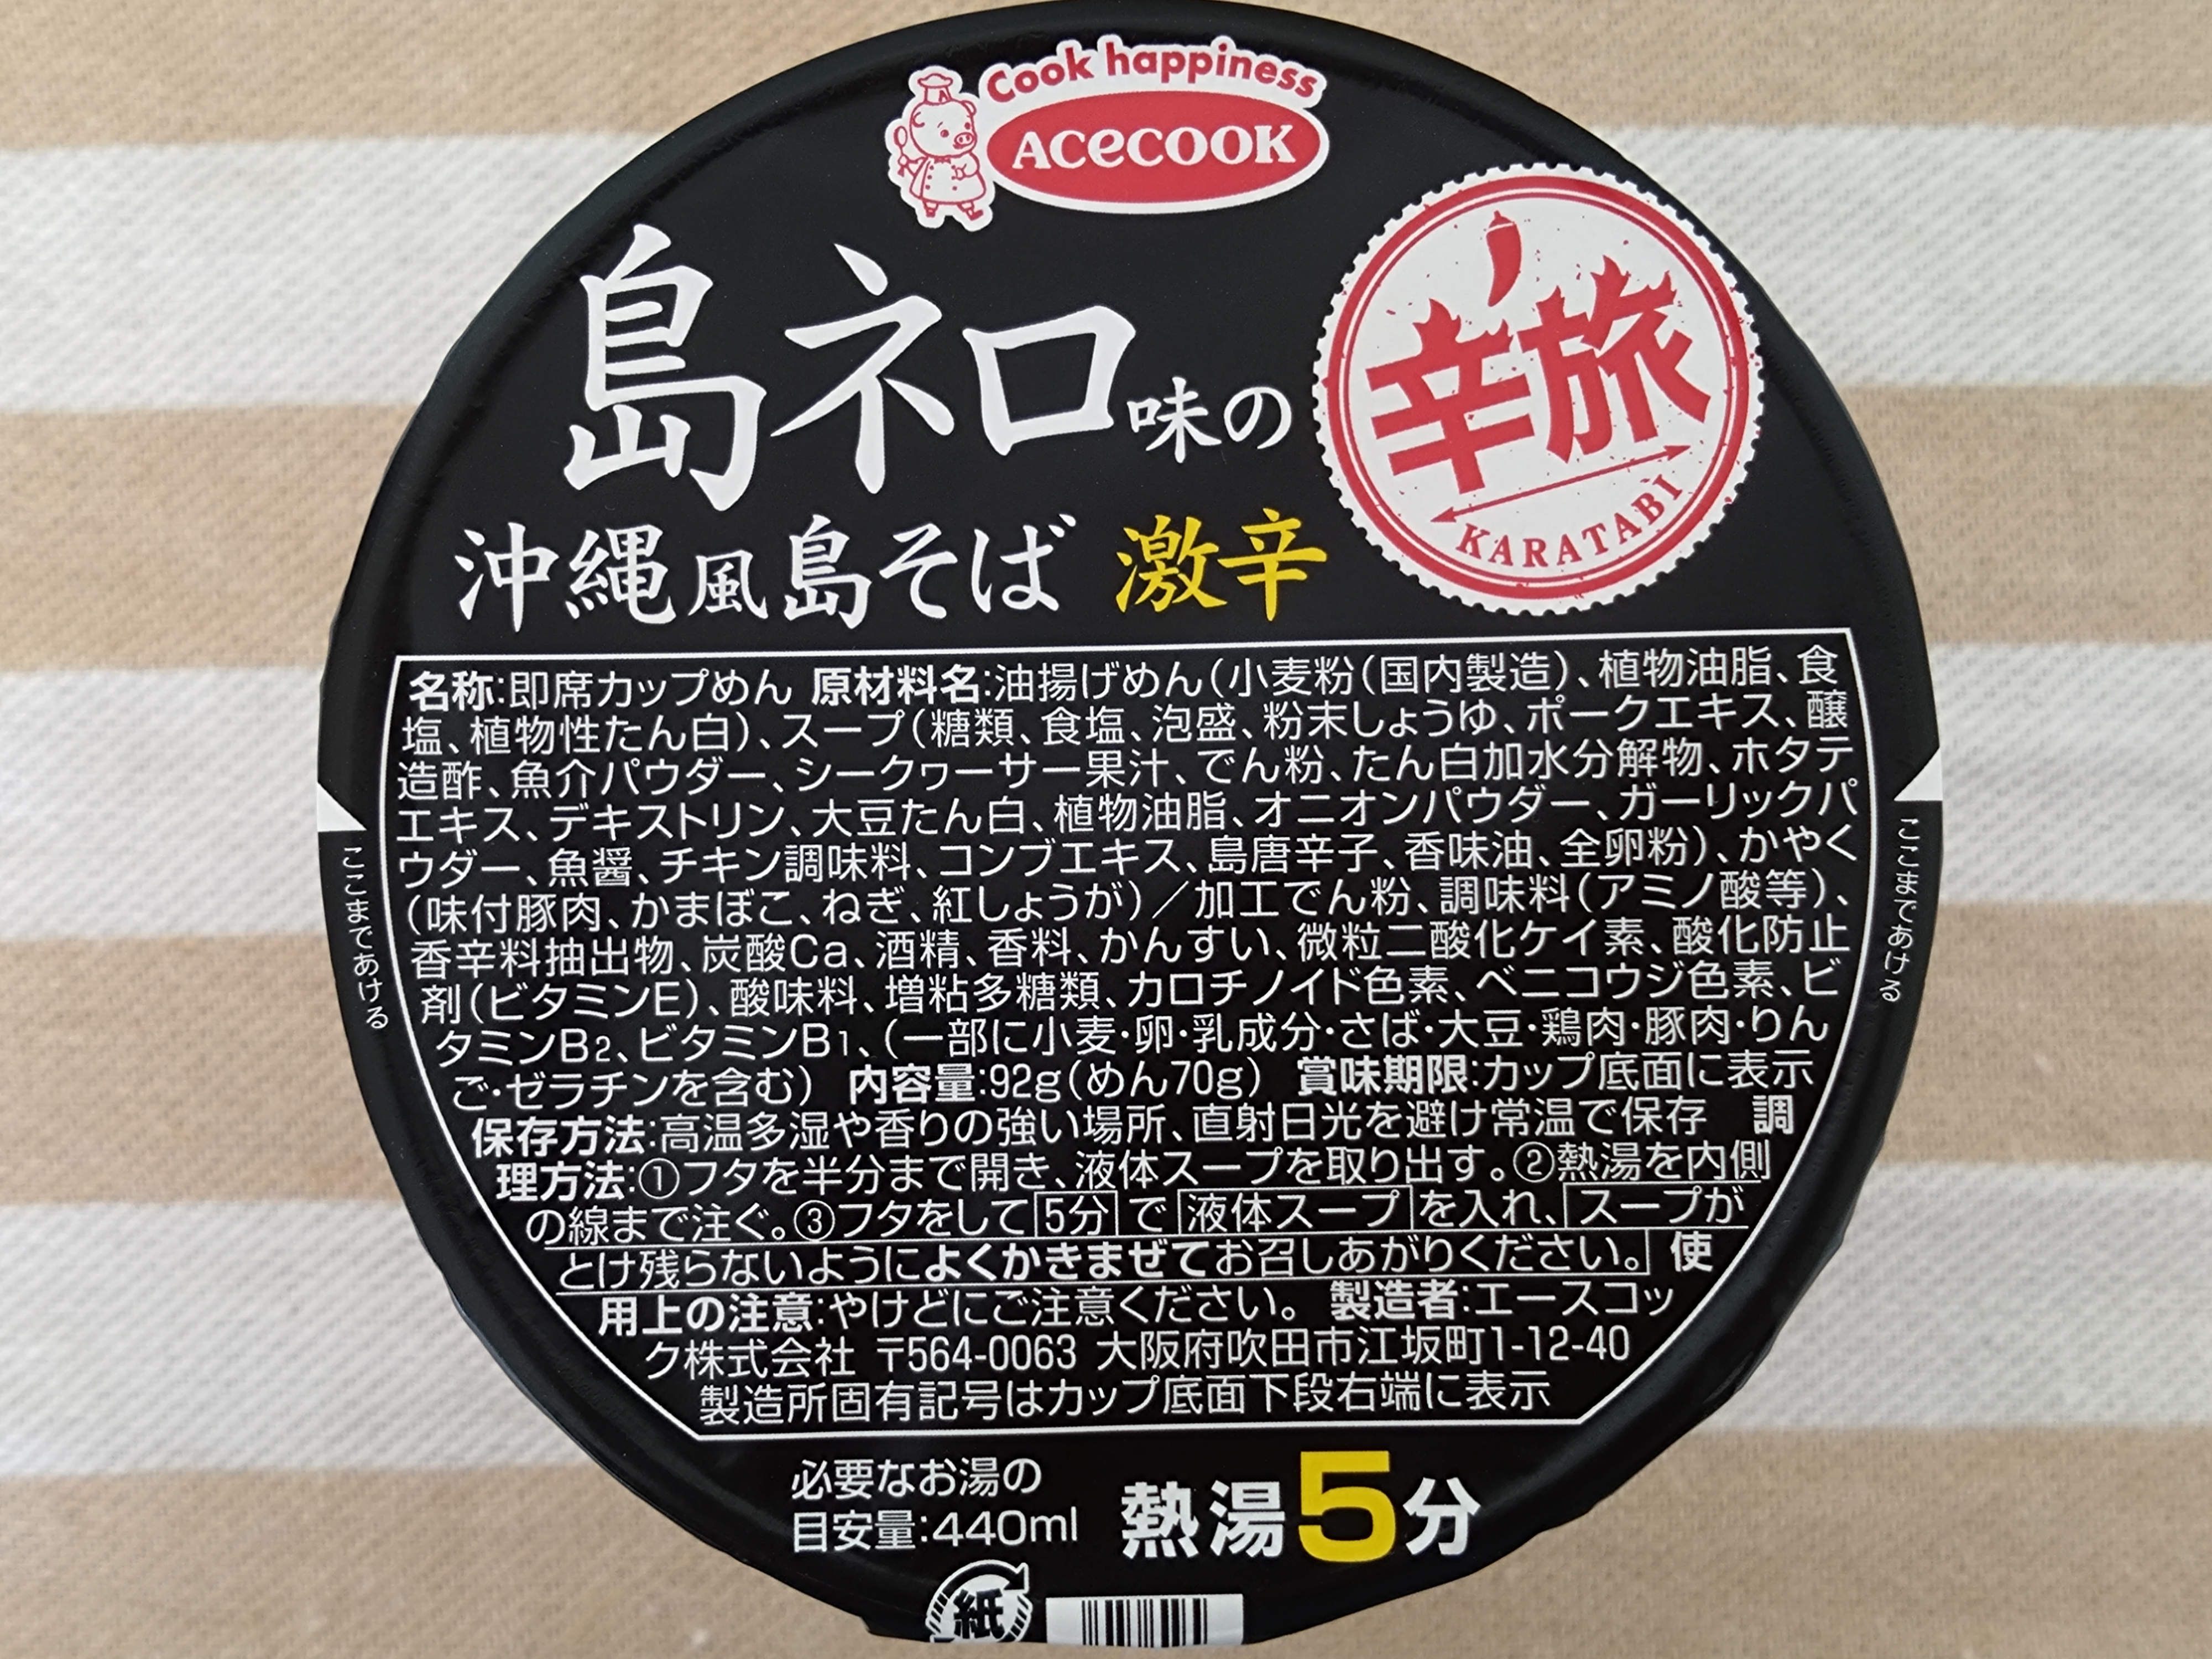 Cook happiness
Acecook
島ネロ味の
辛旅
KARATABI
沖縄風島そば 激辛
名称:即席カップめん 原材料名:油揚げめん(小麦粉(国内製造)、植物油脂、食
塩、植物性たん白)、スープ(糖類、食塩、泡盛、粉末しょうゆ、ポークエキス、醸
造酢、魚介パウダー、シークヮーサー果汁、でん粉、たん白加水分解物、ホタテ
エキス、デキストリン、大豆たん白、植物油脂、オニオンパウダー、ガーリックパ
ウダー、魚醤、チキン調味料、コンブエキス、島唐辛子、香味油、全卵粉)、かやく
(味付豚肉、かまぼこ、ねぎ、紅しょうが)/加工でん粉、調味料(アミノ酸等)、
香辛料抽出物、炭酸Ca、酒精、香料、かんすい、微粒二酸化ケイ素、酸化防止
剤(ビタミンE)、酸味料、増粘多糖類、カロチノイド色素、ベニコウジ色素、ビ
タミンB2、ビタミンB1、(一部に小麦・卵・乳成分・さば・大豆・鶏肉・豚肉・りん
ご・ゼラチンを含む) 内容量:92g(めん70g) 賞味期限:カップ底面に表示
保存方法:高温多湿や香りの強い場所、直射日光を避け常温で保存 調
理方法:①フタを半分まで開き、液体スープを取り出す。②熱湯を内側
の線まで注ぐ。③フタをして5分で液体スープを入れ、スープが
とけ残らないようによくかきまぜてお召しあがりください。 使
用上の注意:やけどにご注意ください。 製造者:エースコッ
ク株式会社 〒564-0063 大阪府吹田市江坂町1-12-40
製造所固有記号はカップ底面下段右端に表示
ここまであける
ここまであける
必要なお湯の
目安量:440ml
熱湯5分
紙